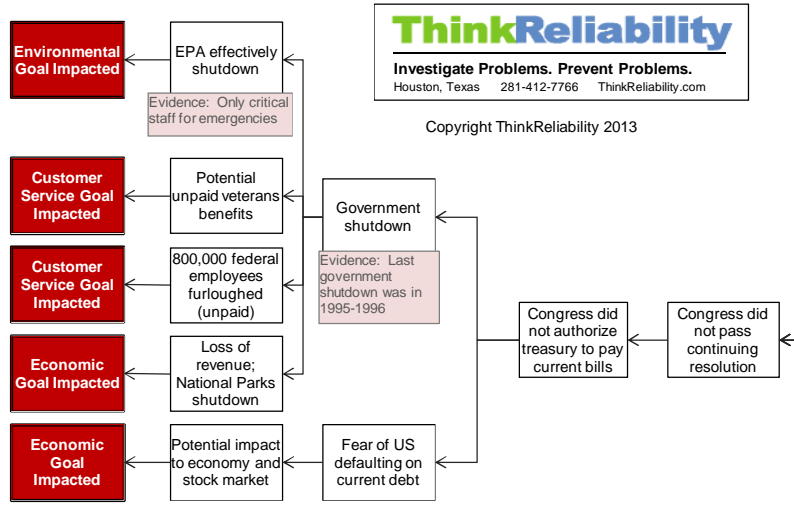 ThinkReliability
Investigate Problems. Prevent Problems.
Houston, Texas 281-412-7766 ThinkReliability.com
Copyright ThinkReliability 2013
Environmental
Goal Impacted
EPA effectively
shutdown
Evidence: Only critical
staff for emergencies
Customer
Service Goal
Impacted
Potential
unpaid veterans
benefits
Government
shutdown
Evidence: Last
government
shutdown was in
1995-1996
Customer
Service Goal
Impacted
800,000 federal
employees
furloughed
(unpaid)
Congress did
not authorize
treasury to pay
current bills
Congress did
not pass
continuing
resolution
Economic
Goal Impacted
Loss of
revenue;
National Parks
shutdown
Economic
Goal
Impacted
Potential impact
to economy and
stock market
Fear of US
defaulting on
current debt